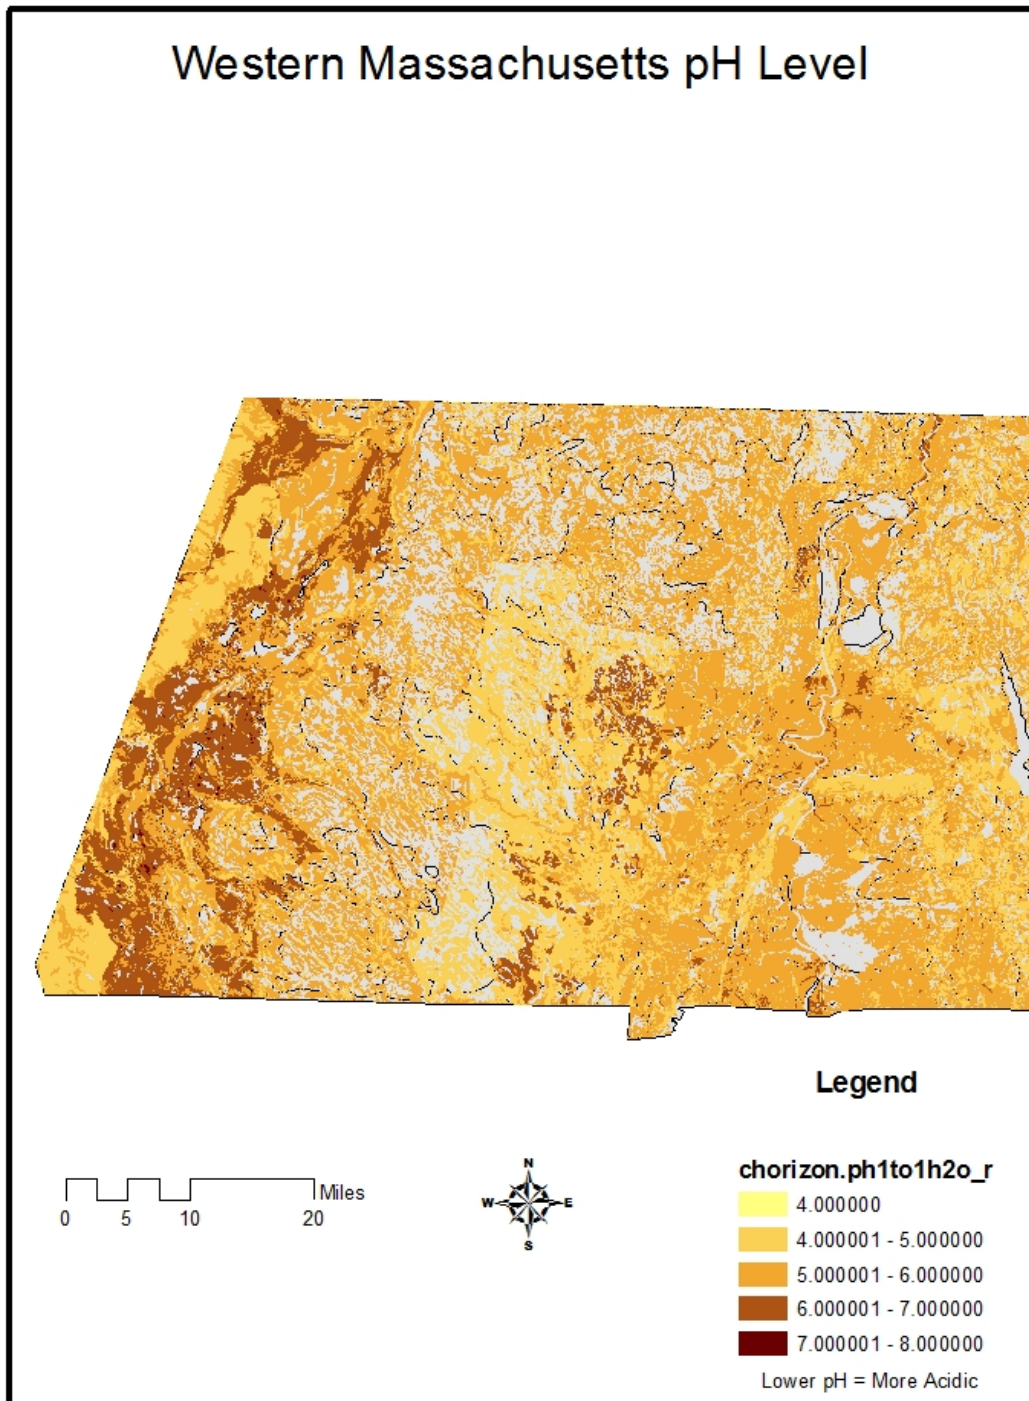 Western Massachusetts pH Level
Legend
chorizon.ph1to1h2o_r
4.000000
4.000001 - 5.000000
5.000001 - 6.000000
6.000001 - 7.000000
7.000001 - 8.000000
Lower pH = More Acidic
Miles
0 5 10 20
N
W E
S